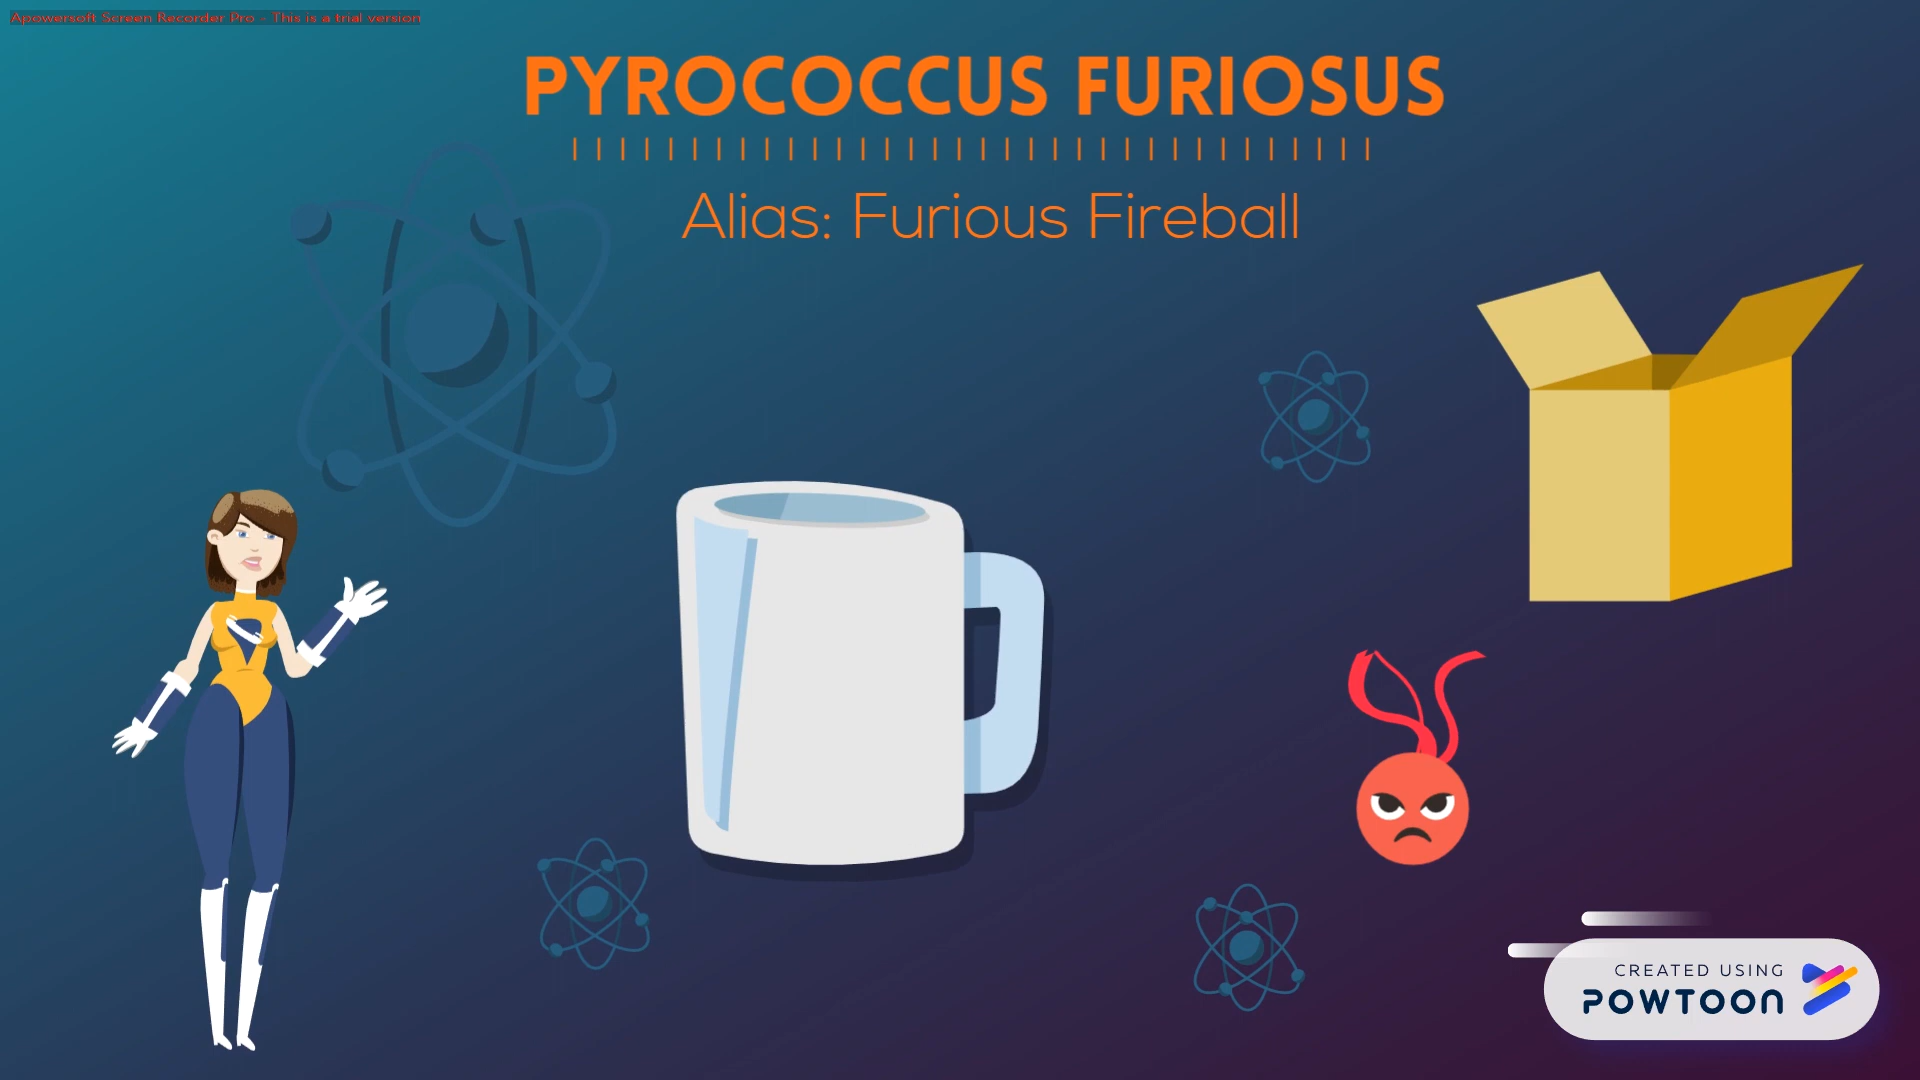 Apowersoft Screen Recorder Pro - This is a trial version
PYROCOCCUS FURIOSUS
Alias: Furious Fireball
CREATED USING
POWTOON